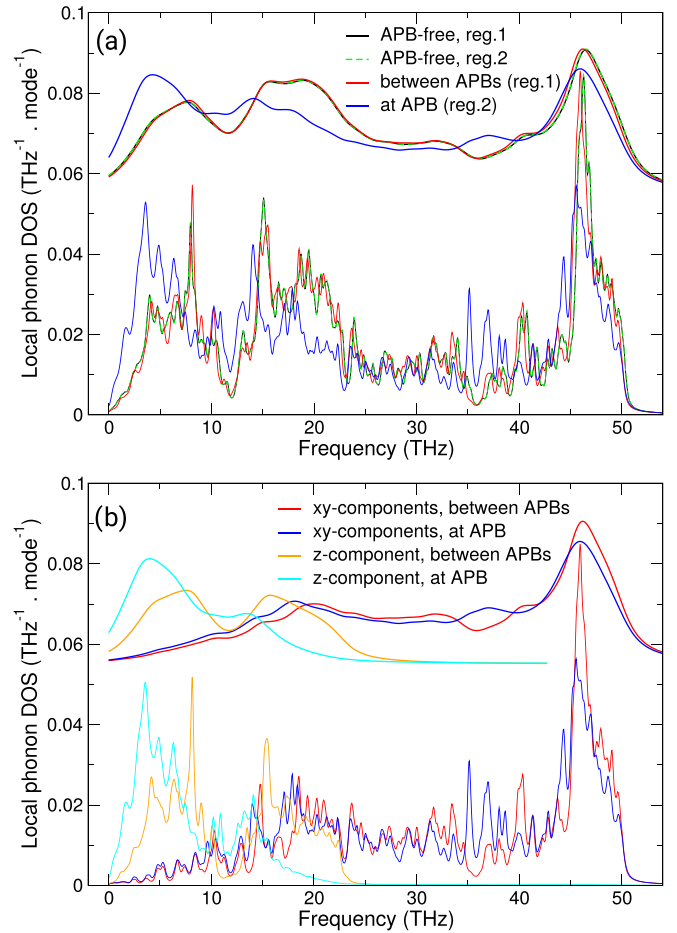 (a)
APB-free, reg.1
APB-free, reg.2
between APBs (reg.1)
at APB (reg.2)
Local phonon DOS (THz⁻¹ . mode⁻¹)
0.1
0.08
0.06
0.04
0.02
0
0 10 20 30 40 50
Frequency (THz)
(b)
xy-components, between APBs
xy-components, at APB
z-component, between APBs
z-component, at APB
Local phonon DOS (THz⁻¹ . mode⁻¹)
0.1
0.08
0.06
0.04
0.02
0
0 10 20 30 40 50
Frequency (THz)